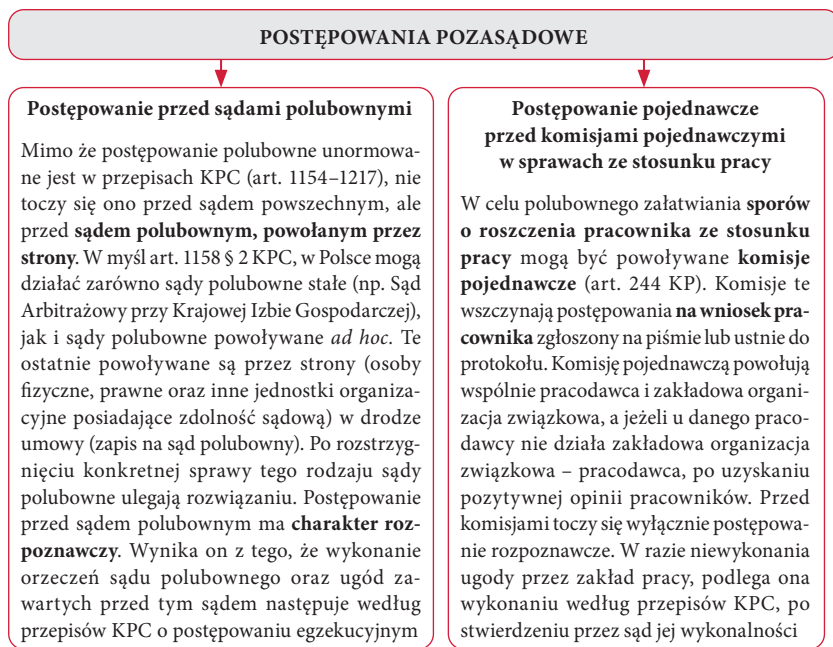 POSTĘPOWANIA POZASĄDOWE
Postępowanie przed sądami polubownymi
Mimo że postępowanie polubowne unormowa-
ne jest w przepisach KPC (art. 1154–1217), nie
toczy się ono przed sądem powszechnym, ale
przed sądem polubownym, powołanym przez
strony. W myśl art. 1158 § 2 KPC, w Polsce mogą
działać zarówno sądy polubowne stałe (np. Sąd
Arbitrażowy przy Krajowej Izbie Gospodarczej),
jak i sądy polubowne powoływane ad hoc. Te
ostatnie powoływane są przez strony (osoby
fizyczne, prawne oraz inne jednostki organiza-
cyjne posiadające zdolność sądową) w drodze
umowy (zapis na sąd polubowny). Po rozstrzyg-
nięciu konkretnej sprawy tego rodzaju sądy
polubowne ulegają rozwiązaniu. Postępowanie
przed sądem polubownym ma charakter roz-
poznawczy. Wynika on z tego, że wykonanie
orzeczeń sądu polubownego oraz ugód za-
wartych przed tym sądem następuje według
przepisów KPC o postępowaniu egzekucyjnym
Postępowanie pojednawcze
przed komisjami pojednawczymi
w sprawach ze stosunku pracy
W celu polubownego załatwiania sporów
o roszczenia pracownika ze stosunku
pracy mogą być powoływane komisje
pojednawcze (art. 244 KP). Komisje te
wszczynają postępowania na wniosek pra-
cownika zgłoszony na piśmie lub ustnie do
protokołu. Komisję pojednawczą powołują
wspólnie pracodawca i zakładowa organi-
zacja związkowa, a jeżeli u danego praco-
dawcy nie działa zakładowa organizacja
związkowa – pracodawca, po uzyskaniu
pozytywnej opinii pracowników. Przed
komisjami toczy się wyłącznie postępowa-
nie rozpoznawcze. W razie niewykonania
ugody przez zakład pracy, podlega ona
wykonaniu według przepisów KPC, po
stwierdzeniu przez sąd jej wykonalności